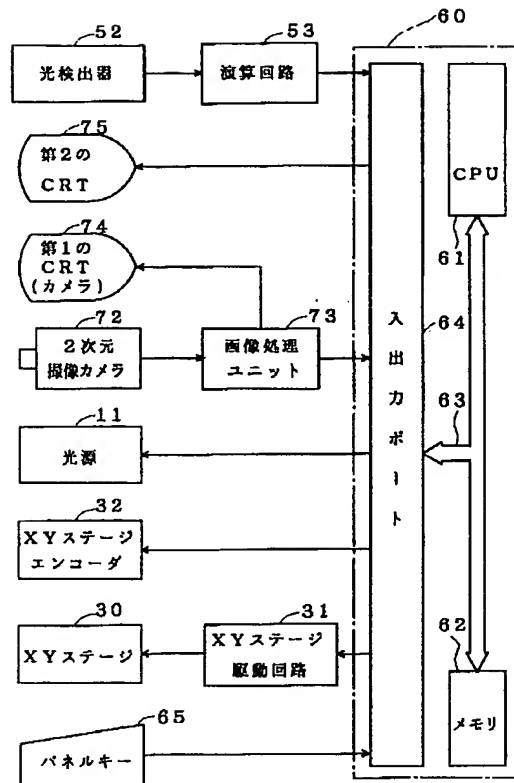 60
52
光検出器
53
演算回路
75
第2の
CRT
CPU
61
74
第1の
CRT
(カメラ)
72
2次元
撮像カメラ
73
画像処理
ユニット
入出力ポート
64
63
11
光源
32
XYステージ
エンコーダ
30
XYステージ
31
XYステージ
駆動回路
62
メモリ
65
パネルキー